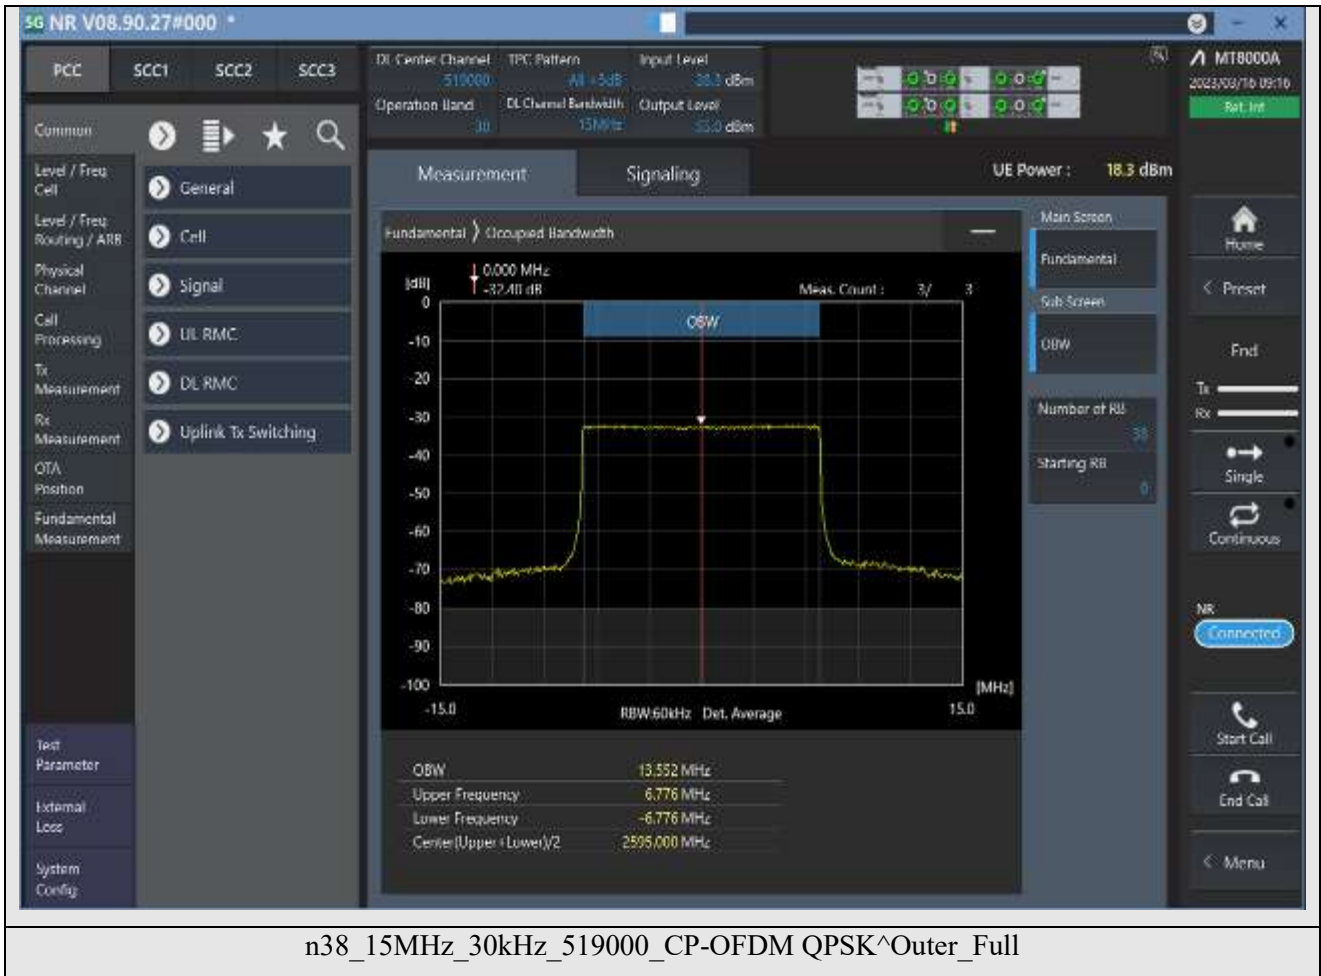 SG NR V08.90.27#000 *
PCC SCC1 SCC2 SCC3
DL Center Channel TPC Pattern Input Level
519000 All +3dB dBm
Operation Band DL Channel Bandwidth Output Level
15MHz dBm
MT8000A
2023/03/16 09:16
Ref. Int
Common
Level / Freq
Cell
Level / Freq
Routing / ARB
Physical
Channel
Call
Processing
Tx
Measurement
Rx
Measurement
OTA
Position
Fundamental
Measurement
Test
Parameter
External
Loss
System
Config
General
Cell
Signal
UL RMC
DL RMC
Uplink Tx Switching
Measurement Signaling UE Power : 18.3 dBm
Fundamental Occupied Bandwidth
[dB] 0.000 MHz
-32.40 dB Meas. Count : 3/ 3
OBW
0
-10
-20
-30
-40
-50
-60
-70
-80
-90
-100
[MHz]
-15.0 RBW:60kHz Det. Average 15.0
OBW 13.552 MHz
Upper Frequency 6.776 MHz
Lower Frequency -6.776 MHz
Center(Upper+Lower)/2 2595.000 MHz
Main Screen
Fundamental
Sub Screen
OBW
Number of RB
38
Starting RB
0
Home
< Preset
End
Tx
Rx
Single
Continuous
NR
Connected
Start Call
End Call
< Menu
n38_15MHz_30kHz_519000_CP-OFDM QPSK^Outer_Full